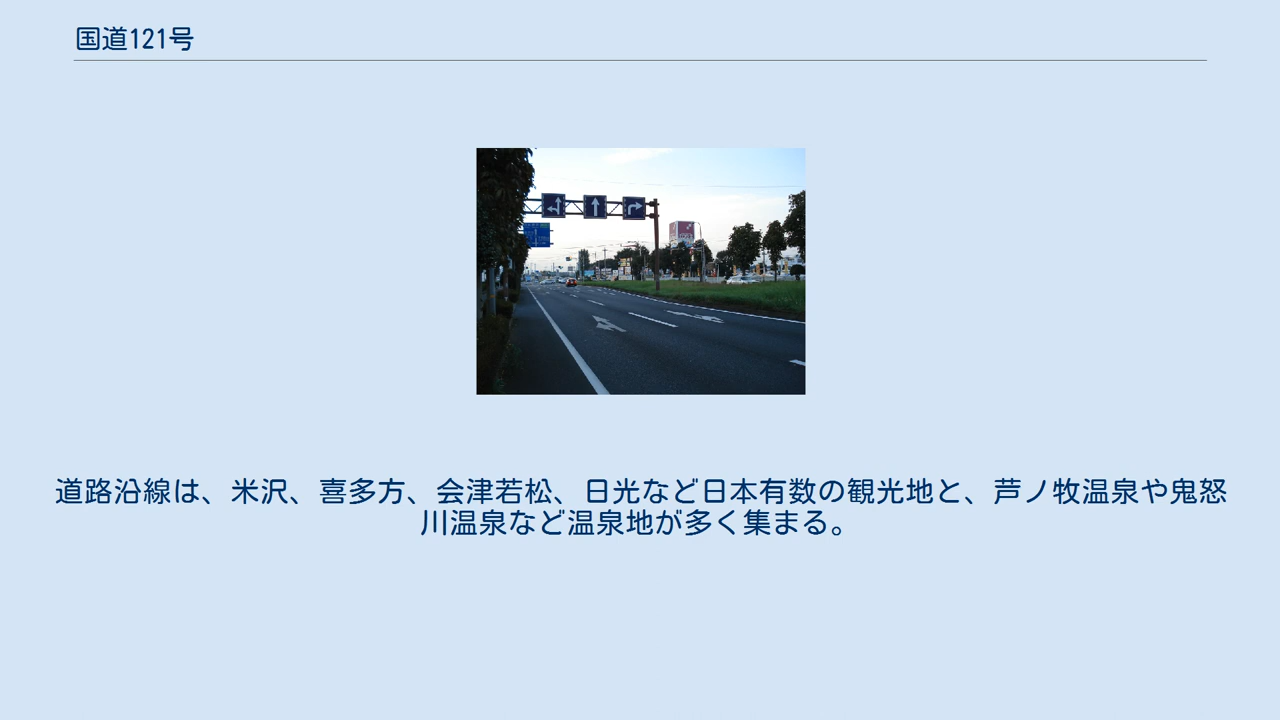 国道121号
道路沿線は、米沢、喜多方、会津若松、日光など日本有数の観光地と、芦ノ牧温泉や鬼怒
川温泉など温泉地が多く集まる。